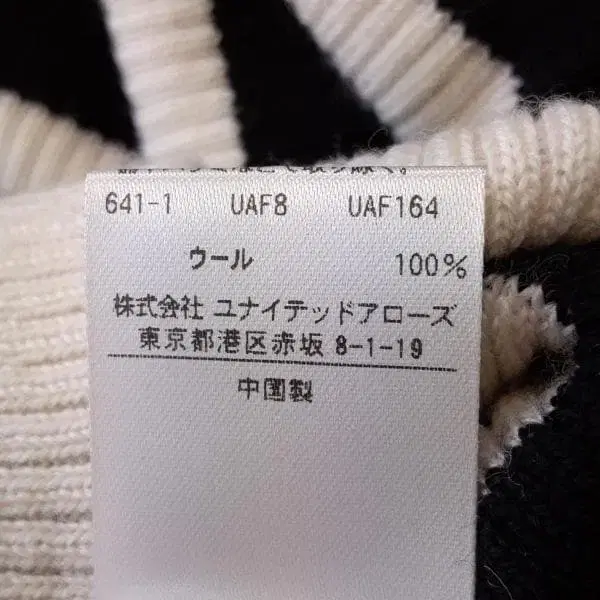 641-1 UAF8 UAF164
ウール 100%
株式会社 ユナイテッドアローズ
東京都港区赤坂 8-1-19
中国製